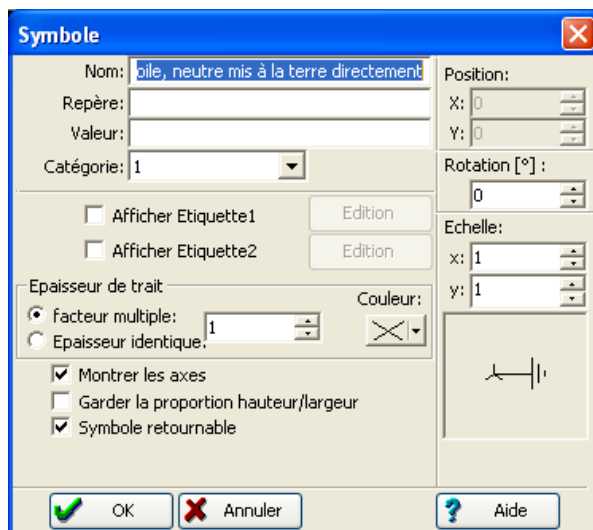 Symbole
Nom: oile, neutre mis à la terre directement
Repère:
Valeur:
Catégorie: 1
Afficher Etiquette1 Edition
Afficher Etiquette2 Edition
Epaisseur de trait
facteur multiple: 1
Epaisseur identique.
Couleur:
Montrer les axes
Garder la proportion hauteur/largeur
Symbole retournable
Position:
X: 0
Y: 0
Rotation [°] :
0
Echelle:
x: 1
y: 1
OK Annuler Aide